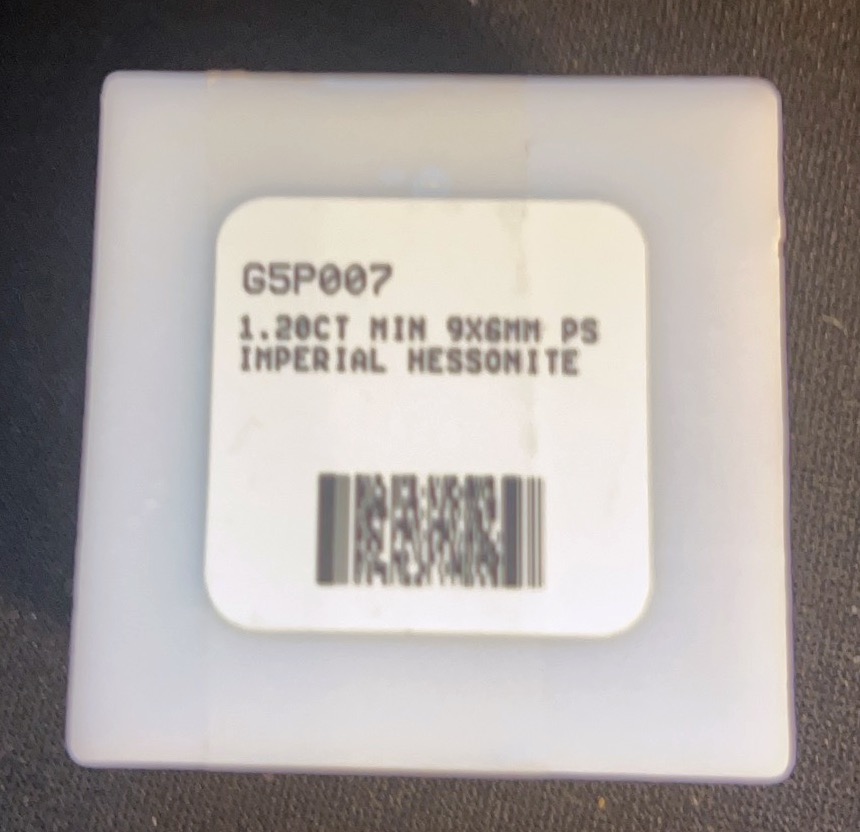 G5P007
1.20CT MIN 9X6MM PS
IMPERIAL HESSONITE